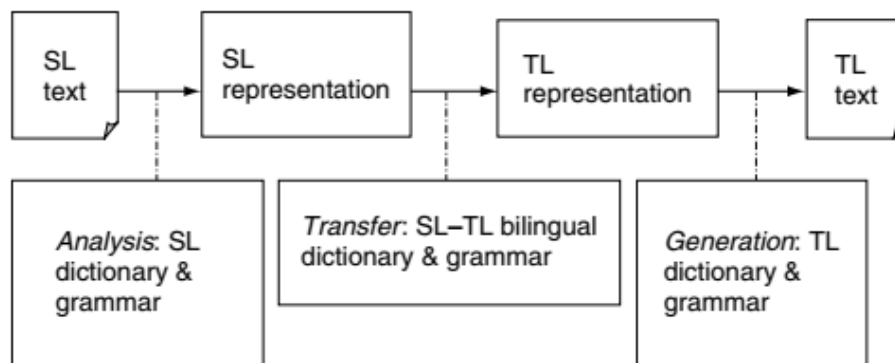 SL
text
SL
representation
TL
representation
TL
text
Analysis: SL
dictionary &
grammar
Transfer: SL–TL bilingual
dictionary & grammar
Generation: TL
dictionary &
grammar